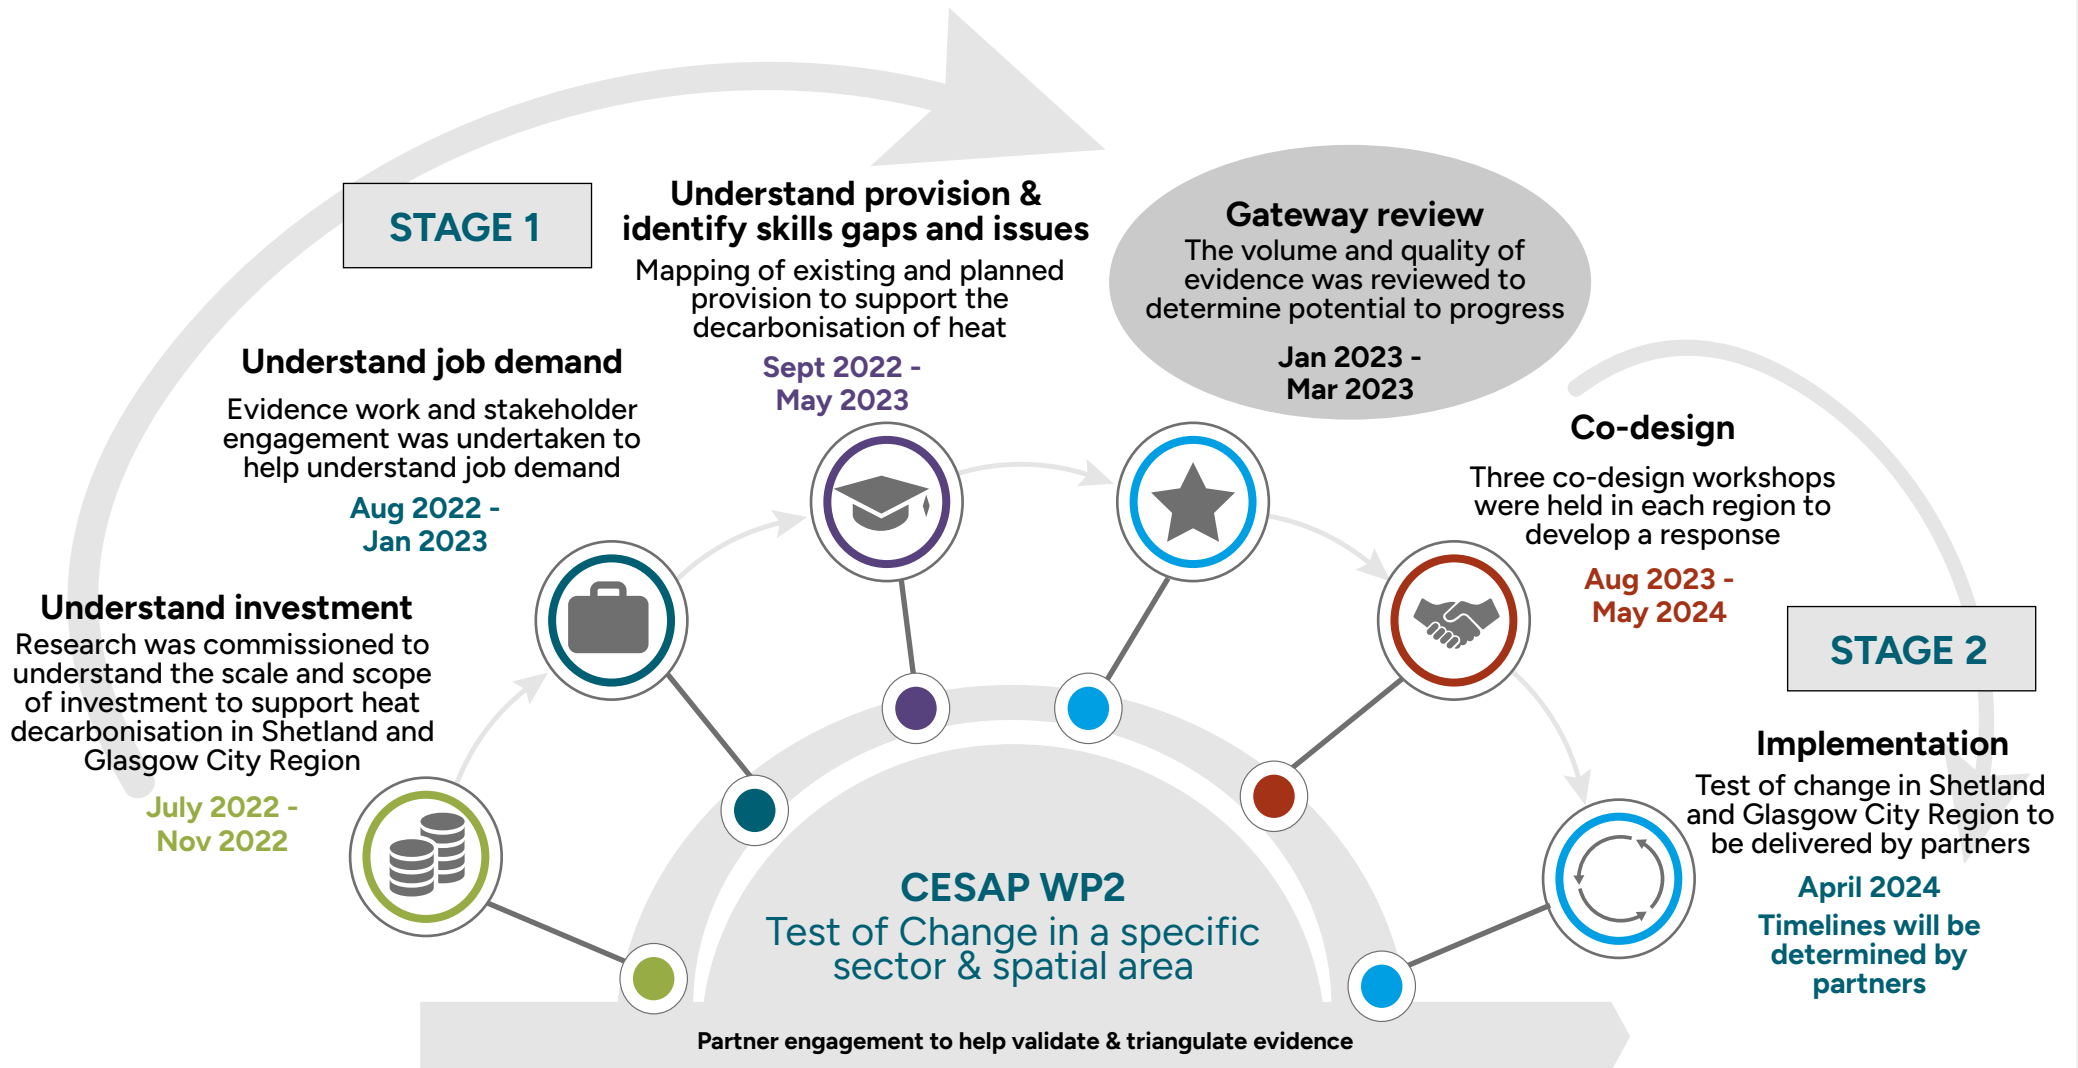 STAGE 1
Understand investment
Research was commissioned to
understand the scale and scope
of investment to support heat
decarbonisation in Shetland and
Glasgow City Region
July 2022 -
Nov 2022
Understand job demand
Evidence work and stakeholder
engagement was undertaken to
help understand job demand
Aug 2022 -
Jan 2023
Understand provision &
identify skills gaps and issues
Mapping of existing and planned
provision to support the
decarbonisation of heat
Sept 2022 -
May 2023
Gateway review
The volume and quality of
evidence was reviewed to
determine potential to progress
Jan 2023 -
Mar 2023
Co-design
Three co-design workshops
were held in each region to
develop a response
Aug 2023 -
May 2024
STAGE 2
Implementation
Test of change in Shetland
and Glasgow City Region to
be delivered by partners
April 2024
Timelines will be
determined by
partners
CESAP WP2
Test of Change in a specific
sector & spatial area
Partner engagement to help validate & triangulate evidence